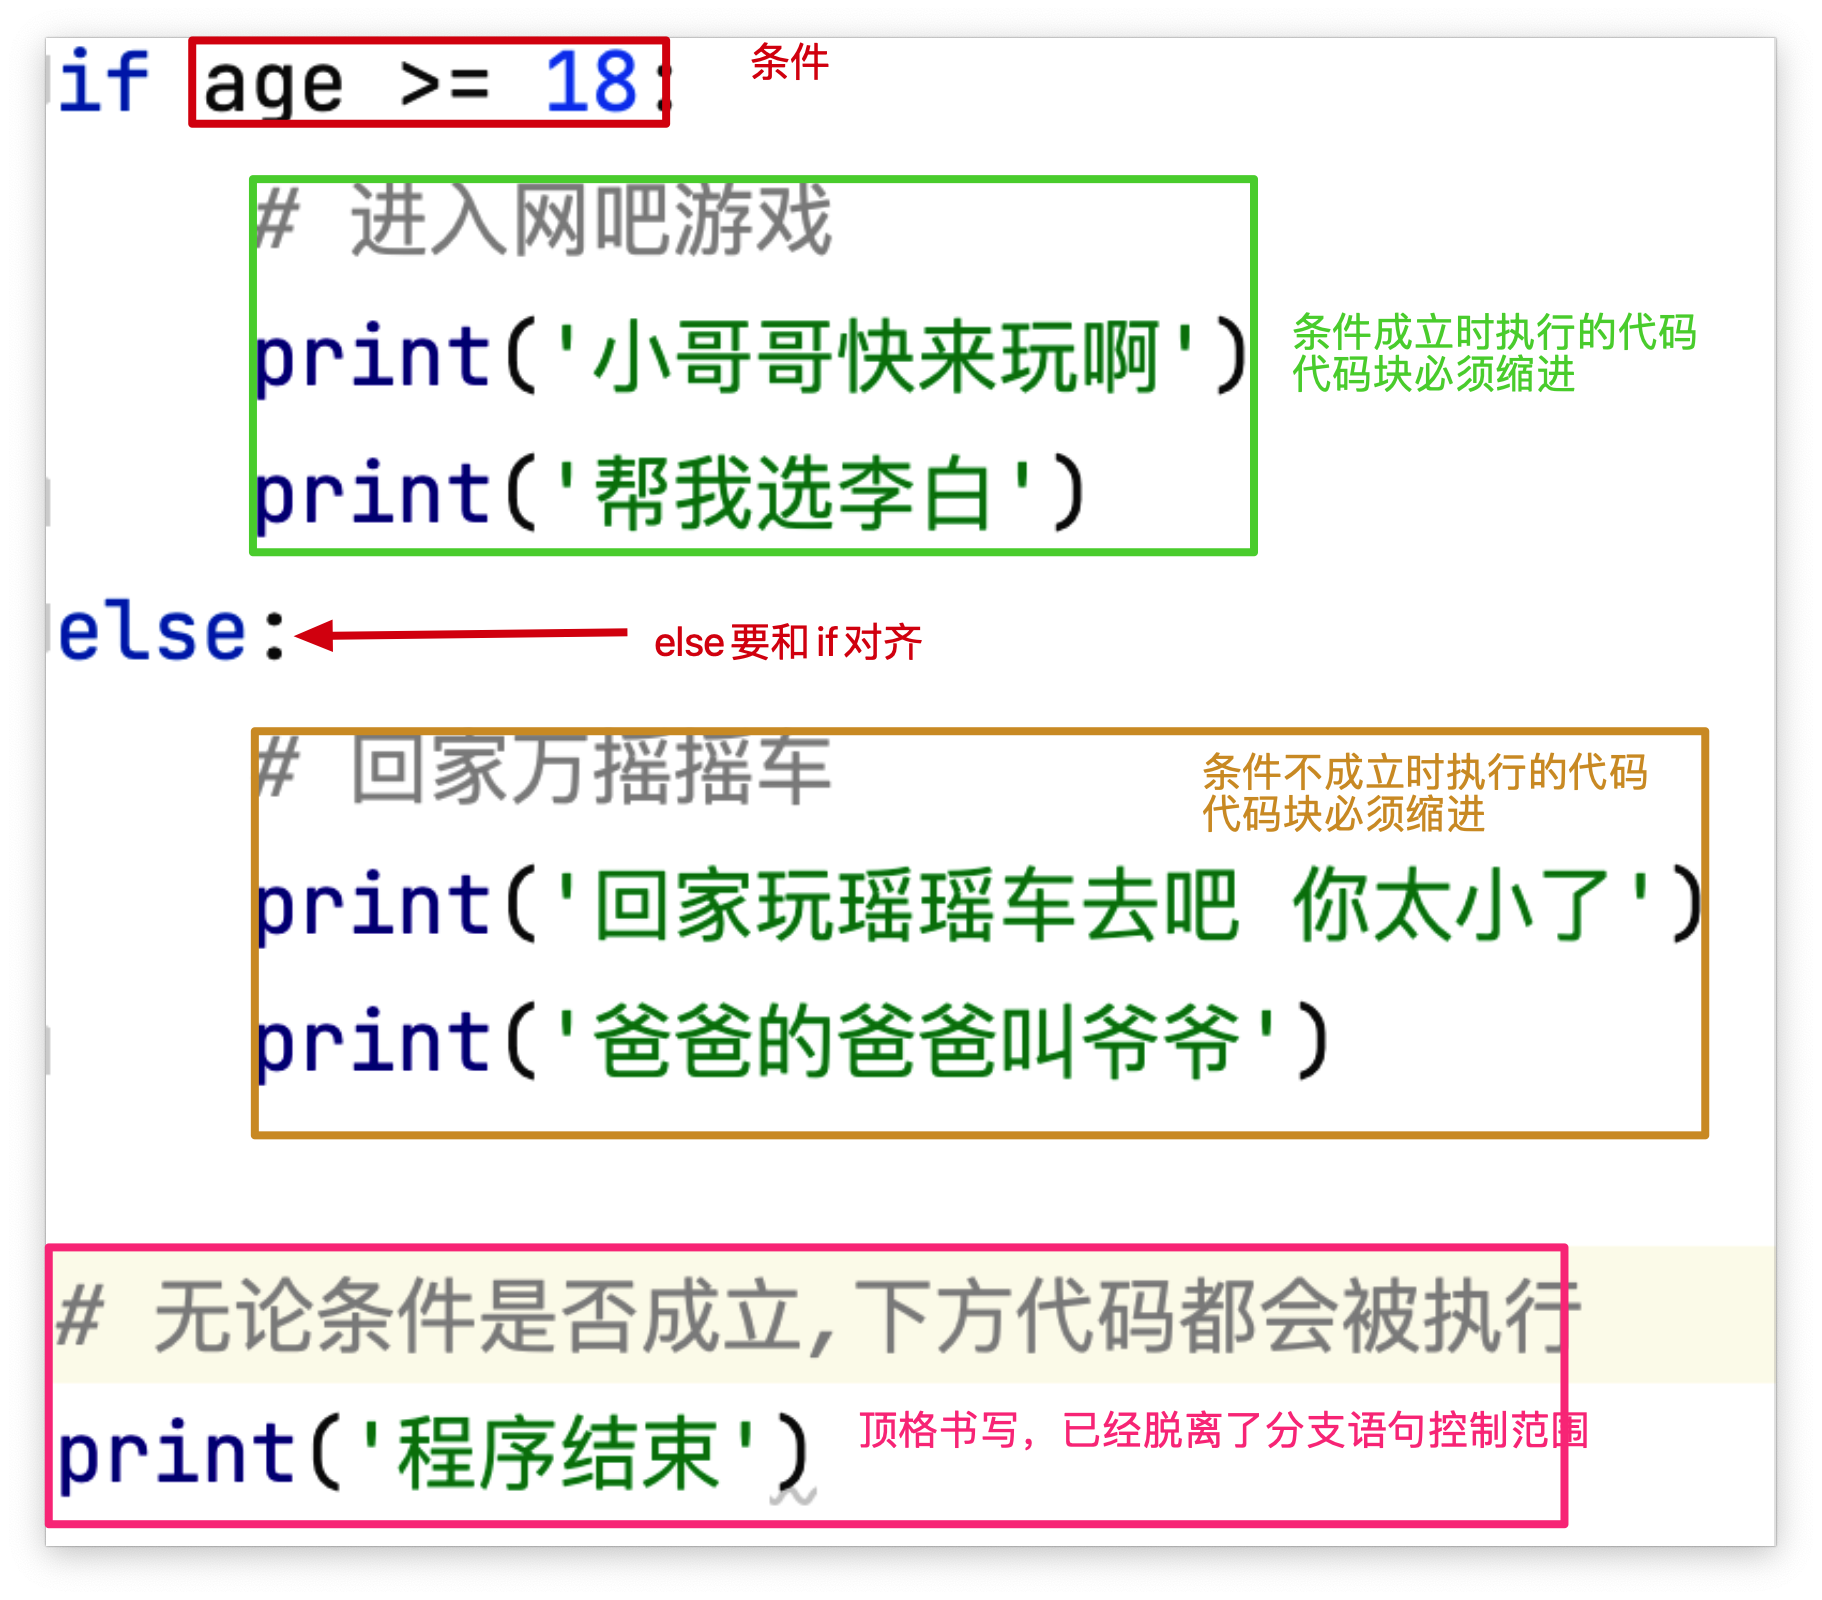 if age >= 18:
条件
# 进入网吧游戏
print('小哥哥快来玩啊')
条件成立时执行的代码
代码块必须缩进
print('帮我选李白')
else:
else要和if对齐
# 回家万摇摇车
条件不成立时执行的代码
代码块必须缩进
print('回家玩瑶瑶车去吧 你太小了')
print('爸爸的爸爸叫爷爷')
# 无论条件是否成立,下方代码都会被执行
print('程序结束')
顶格书写，已经脱离了分支语句控制范围